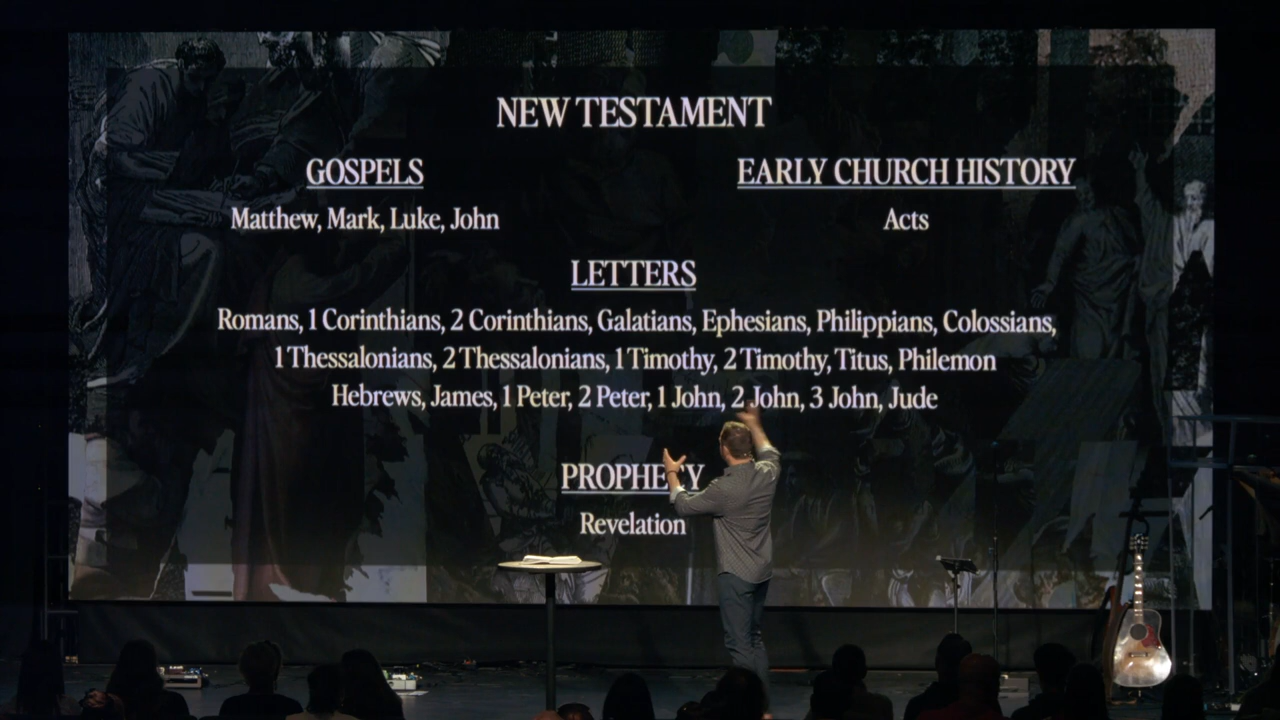 NEW TESTAMENT
GOSPELS
Matthew, Mark, Luke, John
EARLY CHURCH HISTORY
Acts
LETTERS
Romans, 1 Corinthians, 2 Corinthians, Galatians, Ephesians, Philippians, Colossians,
1 Thessalonians, 2 Thessalonians, 1 Timothy, 2 Timothy, Titus, Philemon
Hebrews, James, 1 Peter, 2 Peter, 1 John, 2 John, 3 John, Jude
PROPHECY
Revelation